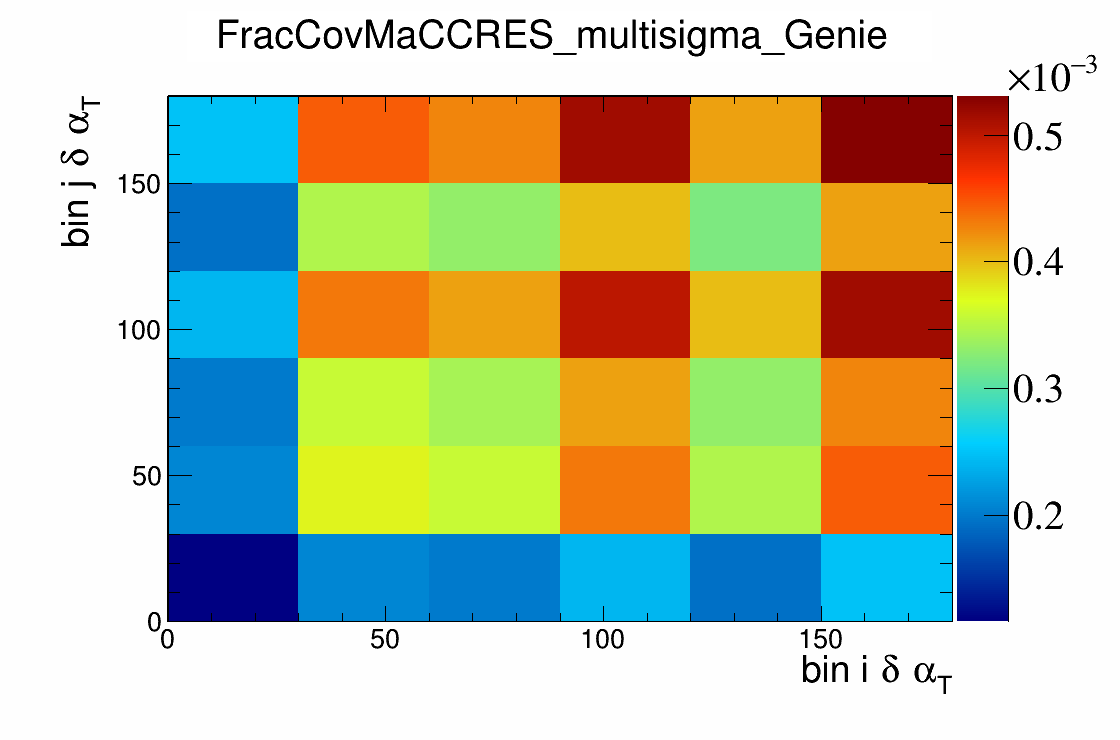 FracCovMaCCRES_multisigma_Genie
×10⁻³
bin j δ α_T
150
100
50
0
0 50 100 150
bin i δ α_T
0.5
0.4
0.3
0.2